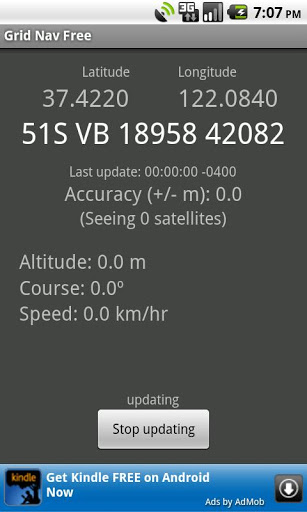 3G 7:07 PM
Grid Nav Free
Latitude Longitude
37.4220 122.0840
51S VB 18958 42082
Last update: 00:00:00 -0400
Accuracy (+/- m): 0.0
(Seeing 0 satellites)
Altitude: 0.0 m
Course: 0.0º
Speed: 0.0 km/hr
updating
Stop updating
kindle
Get Kindle FREE on Android
Now
Ads by AdMob